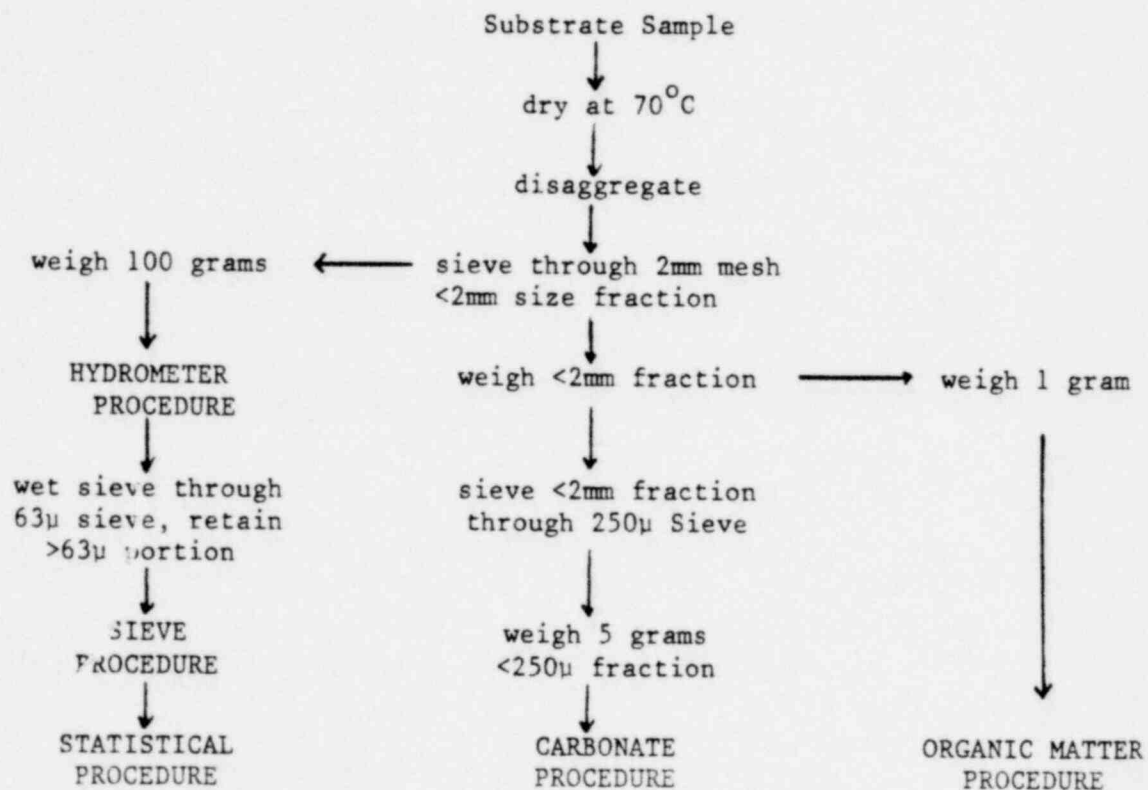 Substrate Sample
dry at 70°C
disaggregate
weigh 100 grams
sieve through 2mm mesh
<2mm size fraction
HYDROMETER
PROCEDURE
weigh <2mm fraction
weigh 1 gram
wet sieve through
63µ sieve, retain
>63µ portion
sieve <2mm fraction
through 250µ Sieve
SIEVE
PROCEDURE
weigh 5 grams
<250µ fraction
STATISTICAL
PROCEDURE
CARBONATE
PROCEDURE
ORGANIC MATTER
PROCEDURE